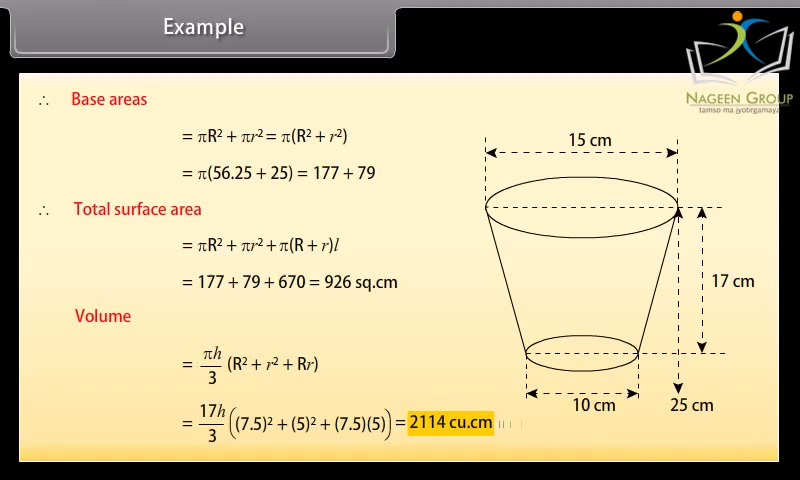 Example
NAGEEN GROUP
tamso ma jyotirgamaya
∴ Base areas
= πR² + πr² = π(R² + r²)
= π(56.25 + 25) = 177 + 79
∴ Total surface area
= πR² + πr² + π(R + r)l
= 177 + 79 + 670 = 926 sq.cm
Volume
= πh/3 (R² + r² + Rr)
= 17h/3 ((7.5)² + (5)² + (7.5)(5)) = 2114 cu.cm
15 cm
17 cm
10 cm
25 cm